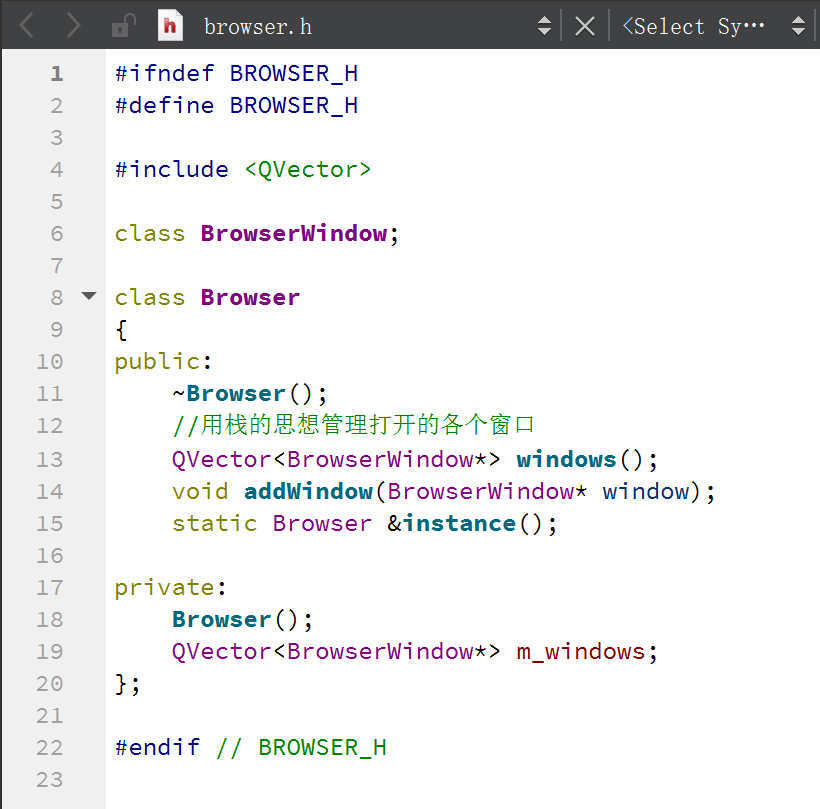 browser.h <Select Sy…
1 #ifndef BROWSER_H
2 #define BROWSER_H
3
4 #include <QVector>
5
6 class BrowserWindow;
7
8 class Browser
9 {
10 public:
11 ~Browser();
12 //用栈的思想管理打开的各个窗口
13 QVector<BrowserWindow*> windows();
14 void addWindow(BrowserWindow* window);
15 static Browser &instance();
16
17 private:
18 Browser();
19 QVector<BrowserWindow*> m_windows;
20 };
21
22 #endif // BROWSER_H
23